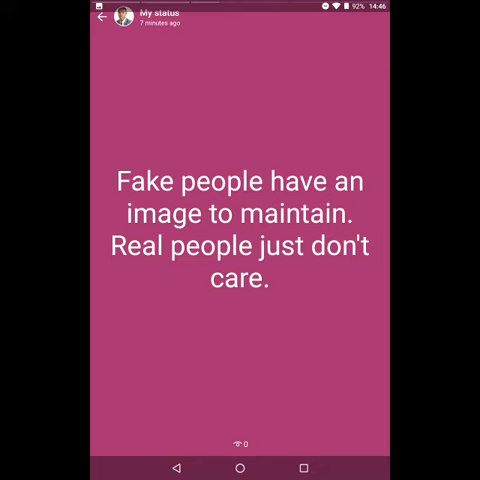 92% 14:46
My status
7 minutes ago
Fake people have an
image to maintain.
Real people just don't
care.
0